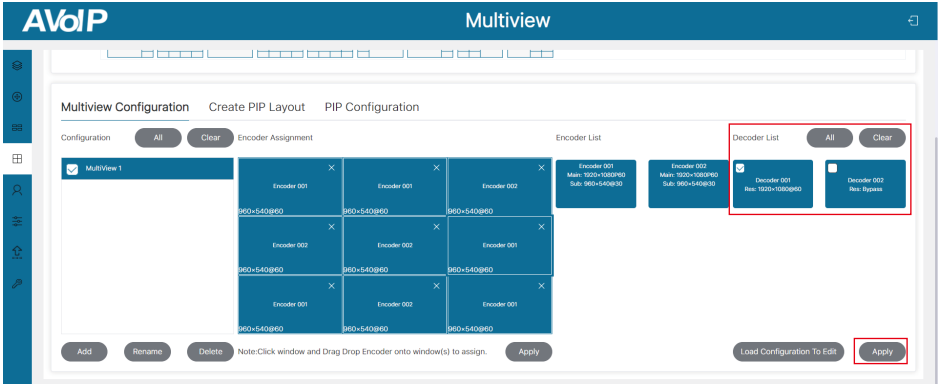 AVoIP
Multiview
Multiview Configuration Create PIP Layout PIP Configuration
Configuration All Clear Encoder Assignment Encoder List Decoder List All Clear
MultiView 1
Encoder 001
960×540@60
Encoder 001
960×540@60
Encoder 002
960×540@60
Encoder 002
960×540@60
Encoder 002
960×540@60
Encoder 001
960×540@60
Encoder 001
960×540@60
Encoder 002
960×540@60
Encoder 001
960×540@60
Encoder 001
Main: 1920×1080P60
Sub: 960×540@30
Encoder 002
Main: 1920×1080P60
Sub: 960×540@30
Decoder 001
Res: 1920×1080@60
Decoder 002
Res: Bypass
Add Rename Delete Note:Click window and Drag Drop Encoder onto window(s) to assign. Apply Load Configuration To Edit Apply